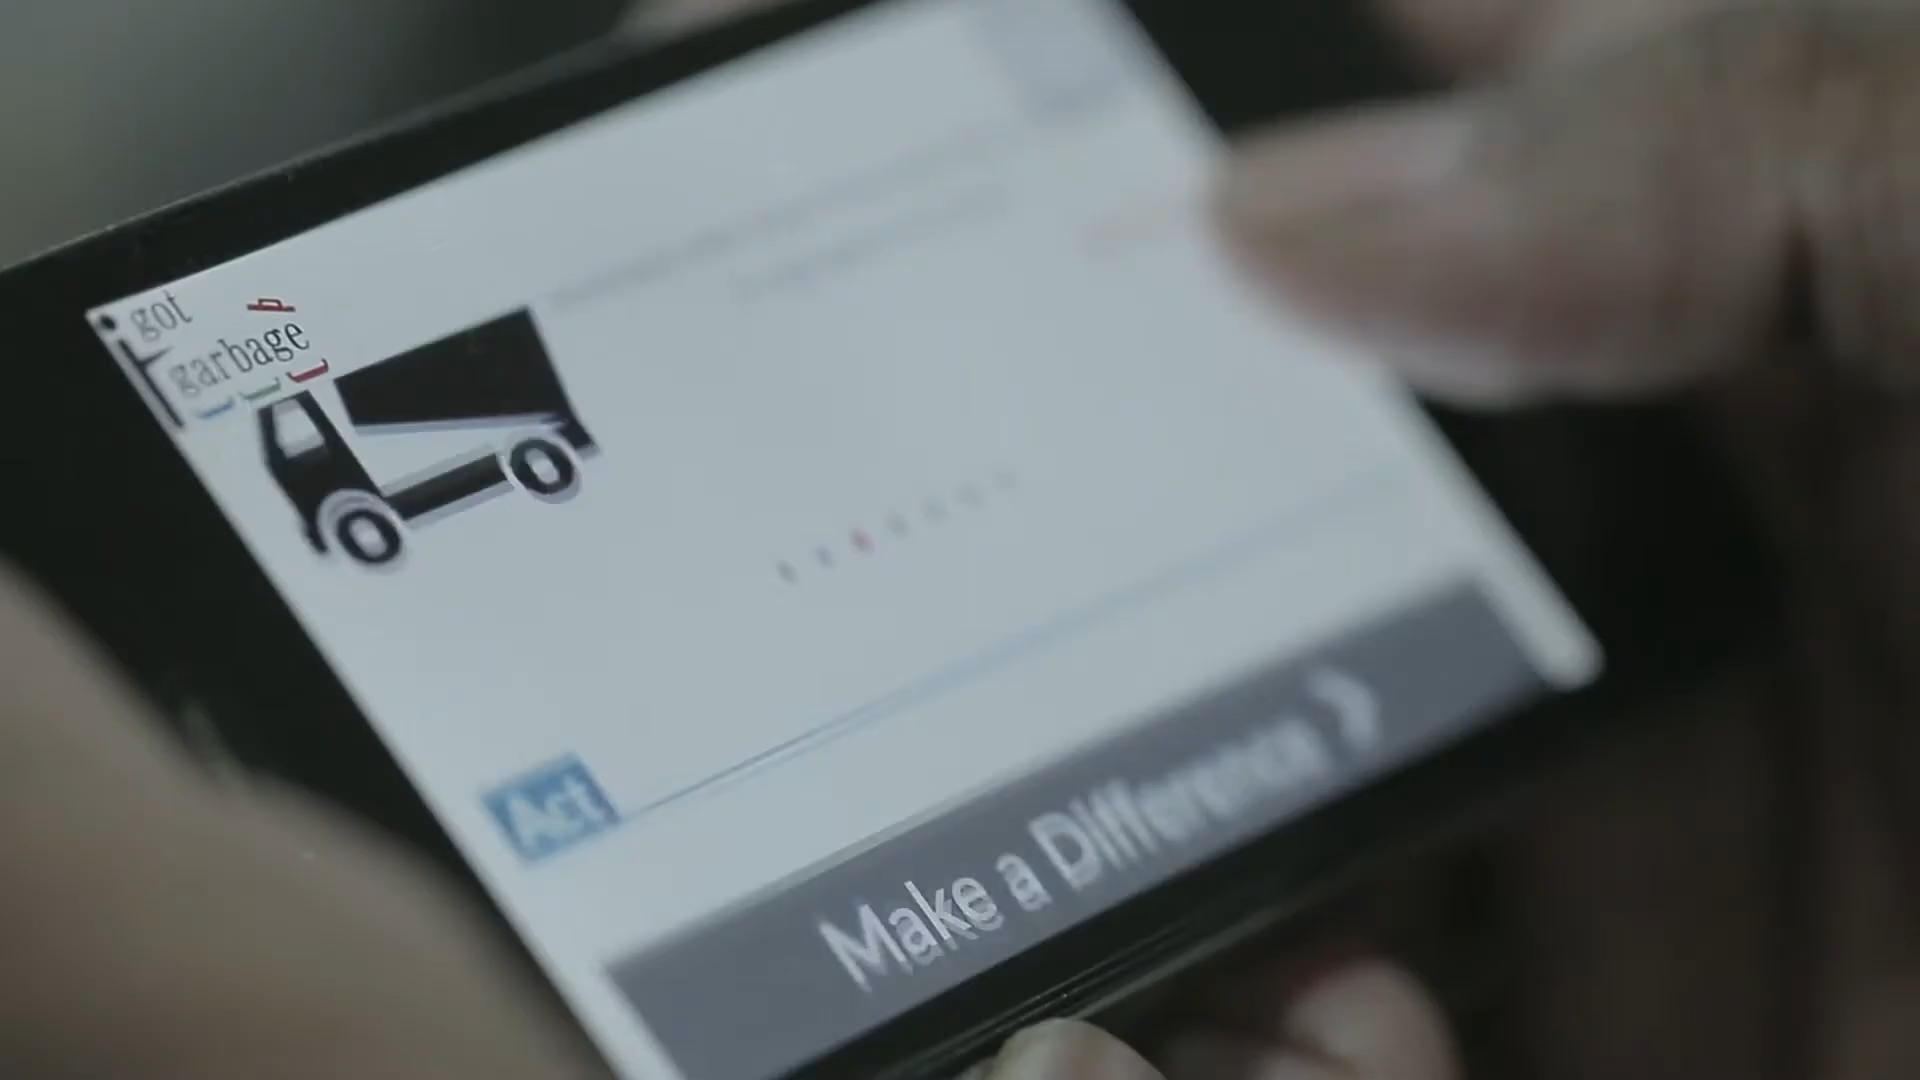 i got
garbage
Act
Make a Difference ❯